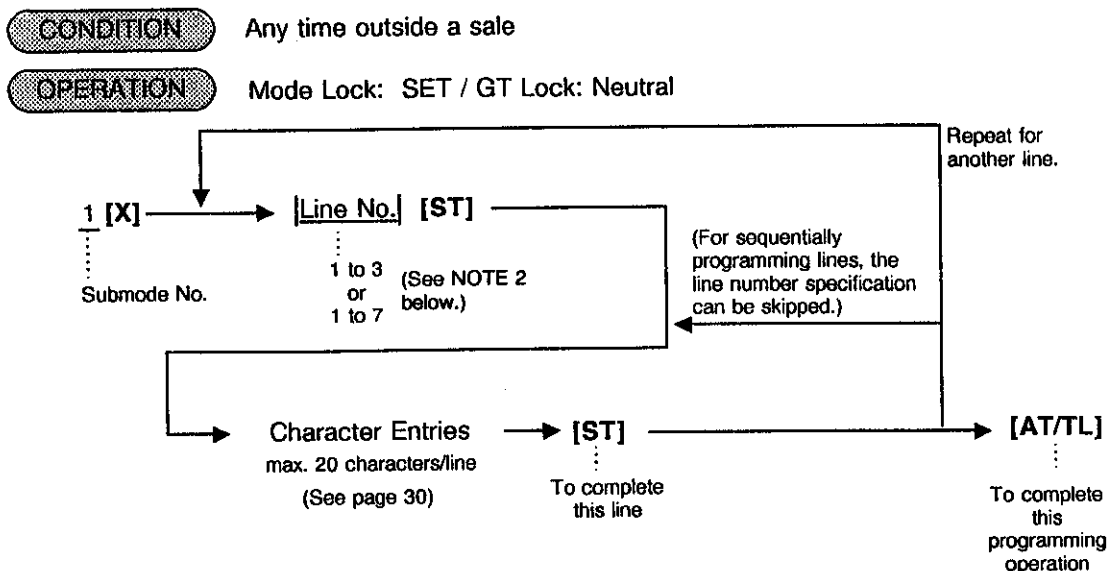 CONDITION Any time outside a sale
OPERATION Mode Lock: SET / GT Lock: Neutral
Repeat for
another line.
1 [X] |Line No.| [ST]
Submode No.
1 to 3
or
1 to 7
(See NOTE 2
below.)
(For sequentially
programming lines, the
line number specification
can be skipped.)
Character Entries
max. 20 characters/line
(See page 30)
[ST]
To complete
this line
[AT/TL]
To complete
this
programming
operation